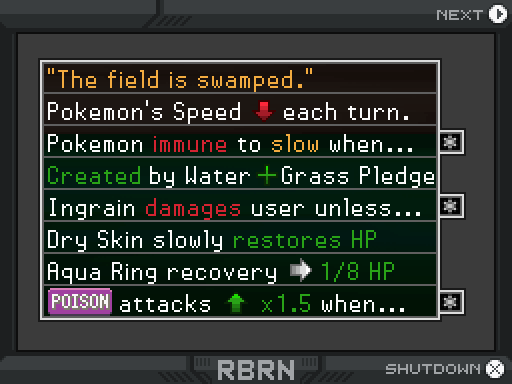 NEXT
"The field is swamped."
Pokemon's Speed each turn.
Pokemon immune to slow when...
Created by Water + Grass Pledge
Ingrain damages user unless...
Dry Skin slowly restores HP
Aqua Ring recovery 1/8 HP
POISON attacks x1.5 when...
RBRN
SHUTDOWN